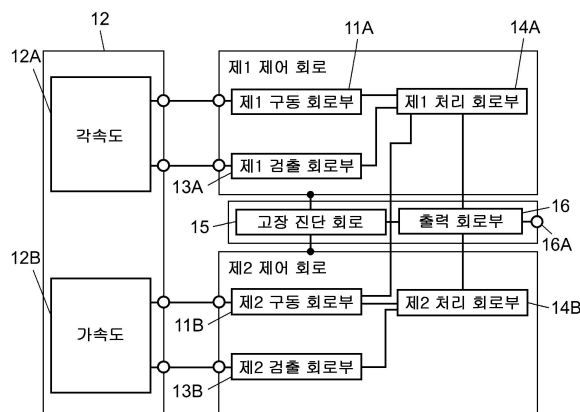 12
11A
14A
12A
제1 제어 회로
제1 구동 회로부
제1 처리 회로부
각속도
제1 검출 회로부
13A
16
고장 진단 회로
출력 회로부
15
16A
12B
제2 제어 회로
제2 구동 회로부
제2 처리 회로부
가속도
11B
14B
제2 검출 회로부
13B